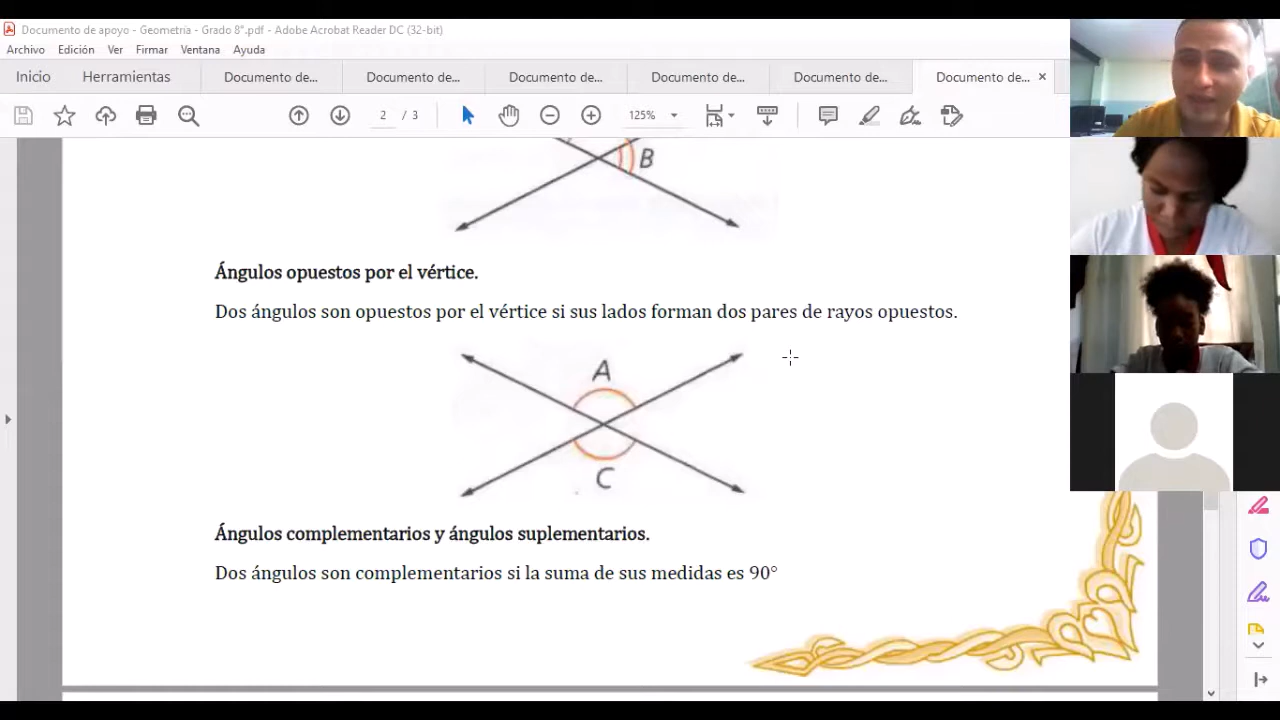 Documento de apoyo - Geometría - Grado 8°.pdf - Adobe Acrobat Reader DC (32-bit)
Archivo Edición Ver Firmar Ventana Ayuda
Inicio Herramientas Documento de... Documento de... Documento de... Documento de... Documento de... Documento de... ×
2 / 3 125%
B
Ángulos opuestos por el vértice.
Dos ángulos son opuestos por el vértice si sus lados forman dos pares de rayos opuestos.
A
C
Ángulos complementarios y ángulos suplementarios.
Dos ángulos son complementarios si la suma de sus medidas es 90°